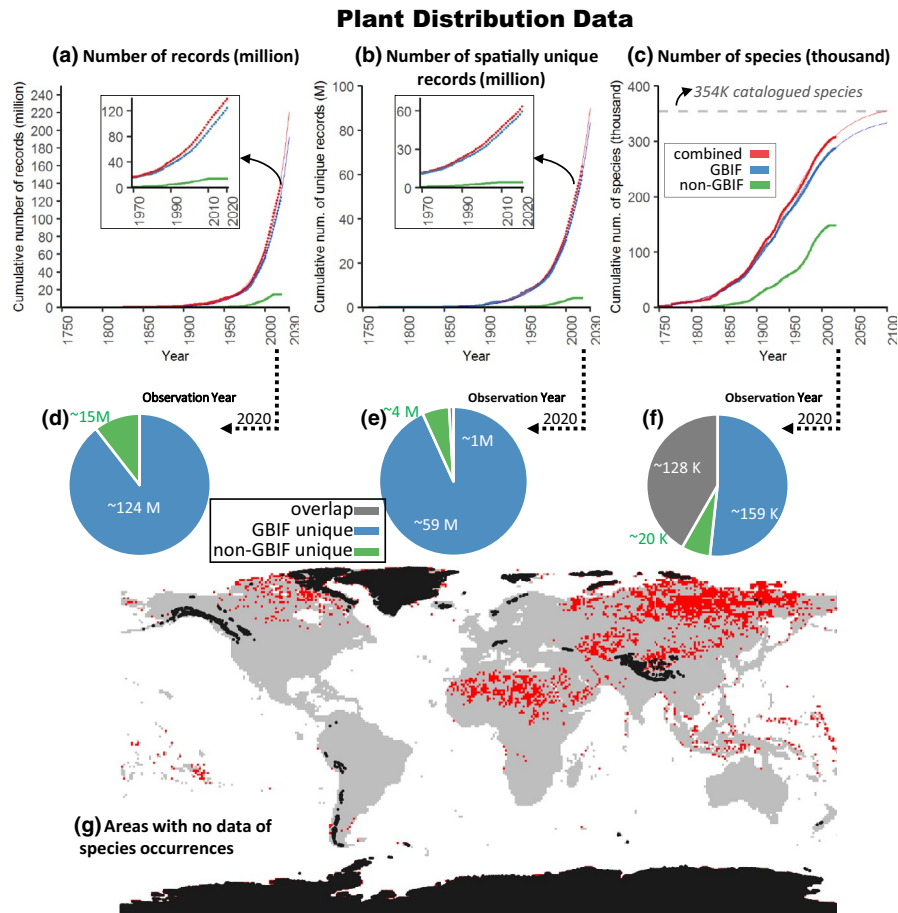 Plant Distribution Data
(a) Number of records (million)
Cumulative number of records (million)
240
220
200
180
160
140
120
100
80
60
40
20
0
120
80
40
0
1970
1990
2010
2020
1750
1800
1850
1900
1950
2000
2030
Year
(b) Number of spatially unique
records (million)
Cumulative num. of unique records (M)
100
80
60
40
20
0
60
30
0
1970
1990
2010
2020
1750
1800
1850
1900
1950
2000
2030
Year
(c) Number of species (thousand)
Cumulative num. of species (thousand)
400
300
200
100
0
354K catalogued species
combined
GBIF
non-GBIF
1750
1800
1850
1900
1950
2000
2050
2100
Year
(d)
Observation Year
2020
~15M
~124 M
(e)
Observation Year
2020
~4 M
~1M
~59 M
(f)
Observation Year
2020
~128 K
~159 K
~20 K
overlap
GBIF unique
non-GBIF unique
(g) Areas with no data of
species occurrences